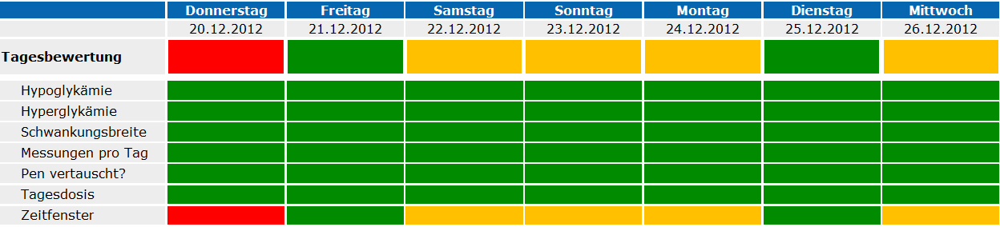 Donnerstag Freitag Samstag Sonntag Montag Dienstag Mittwoch
20.12.2012 21.12.2012 22.12.2012 23.12.2012 24.12.2012 25.12.2012 26.12.2012
Tagesbewertung
Hypoglykämie
Hyperglykämie
Schwankungsbreite
Messungen pro Tag
Pen vertauscht?
Tagesdosis
Zeitfenster